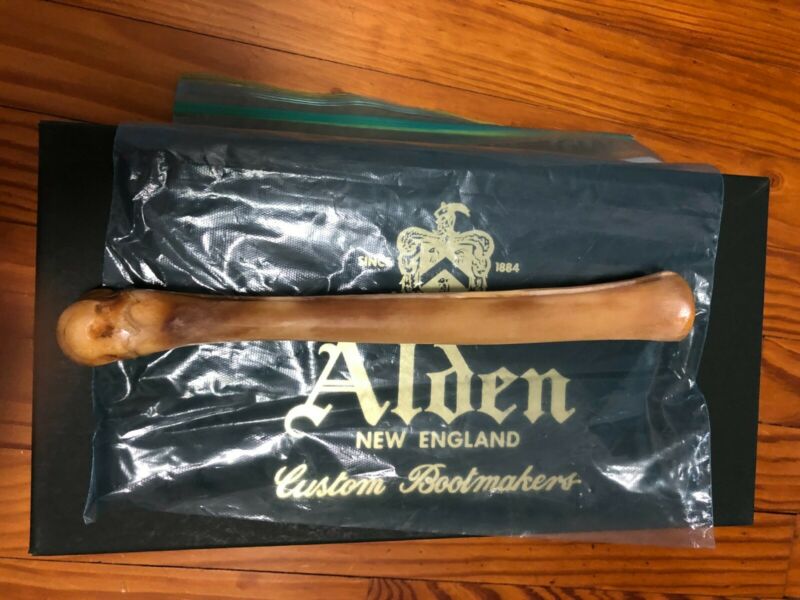 SINCE 1884
Alden
NEW ENGLAND
Custom Bootmakers